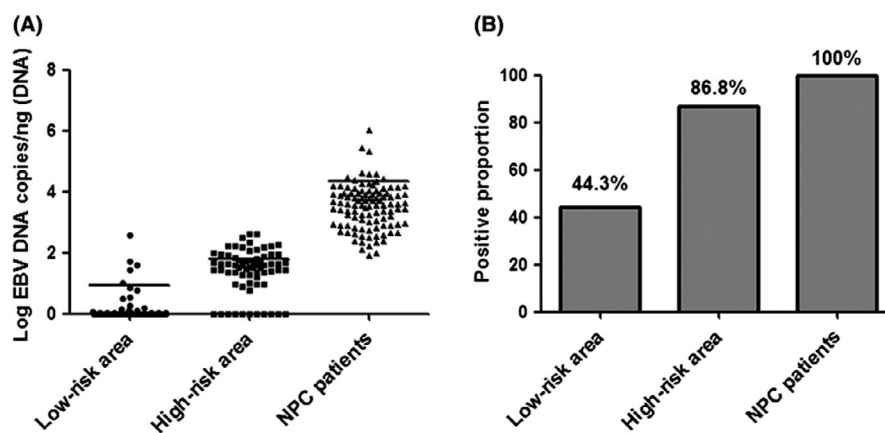 (A)
Log EBV DNA copies/ng (DNA)
8
6
4
2
0
Low-risk area
High-risk area
NPC patients
(B)
Positive proportion
100
80
60
40
20
0
44.3%
86.8%
100%
Low-risk area
High-risk area
NPC patients